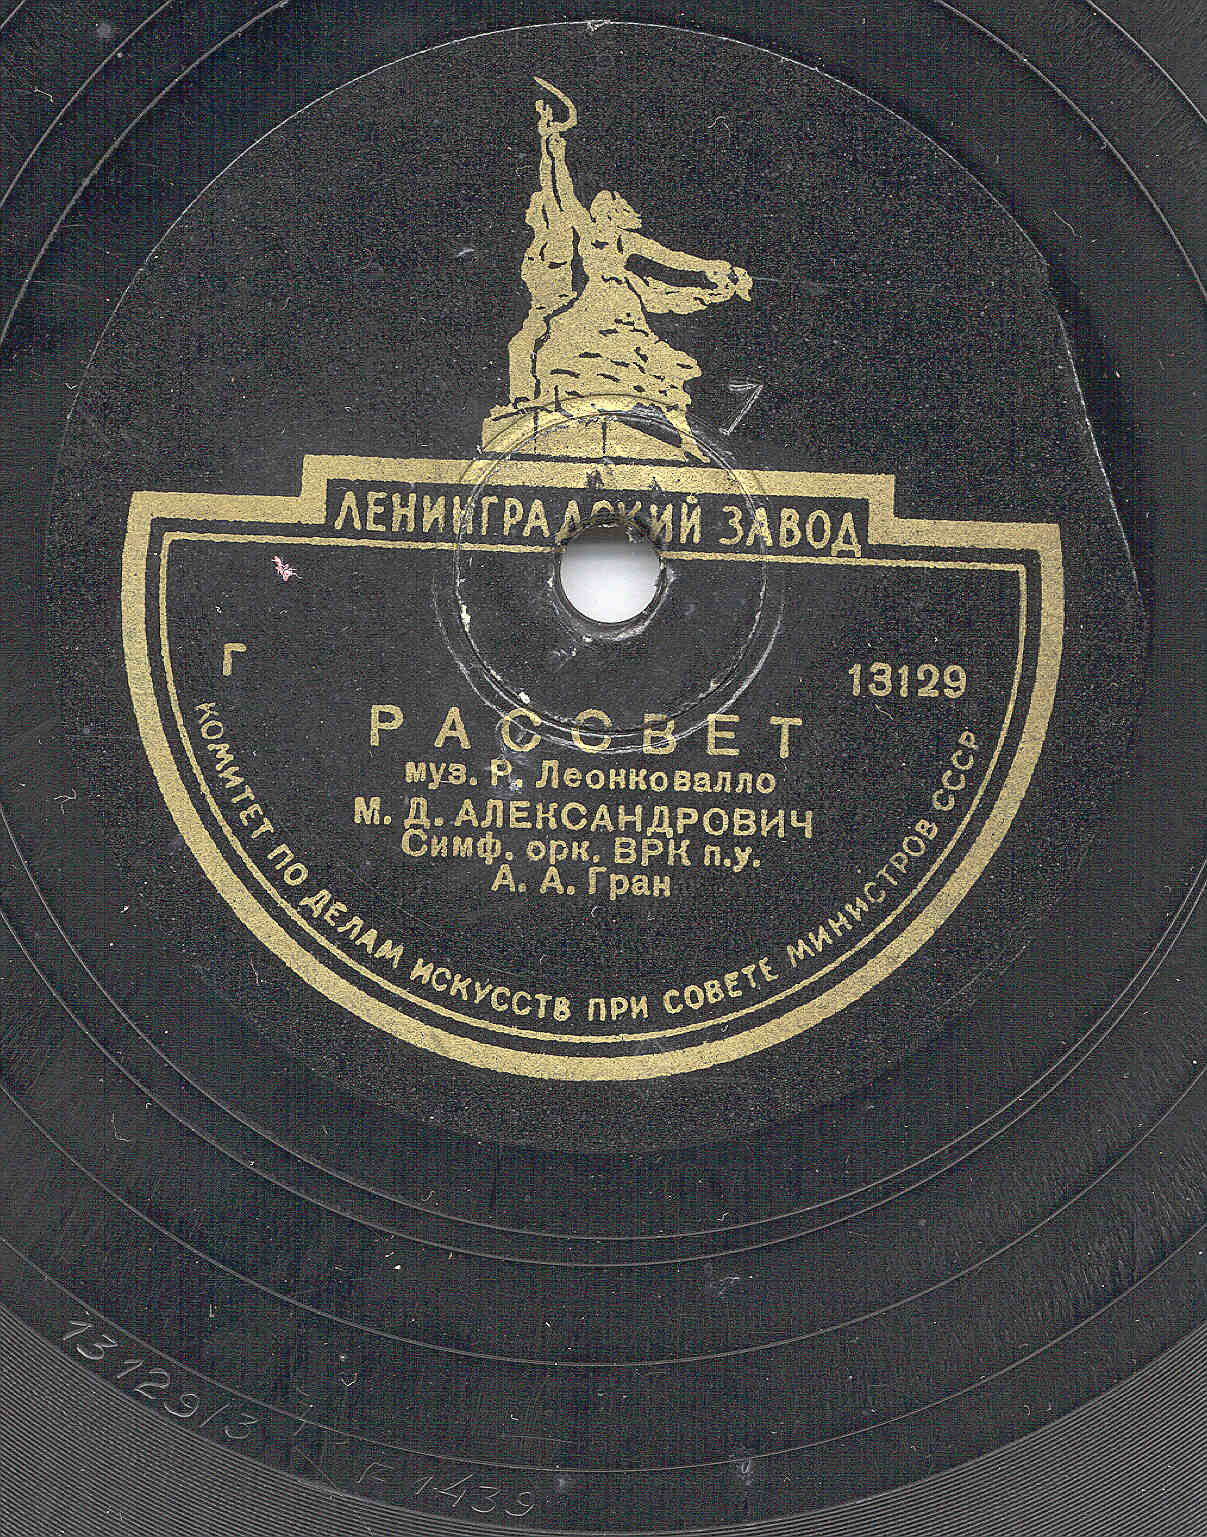 ЛЕНИНГРАДСКИЙ ЗАВОД
Г
13129
РАССВЕТ
муз. Р. Леонковалло
М. Д. АЛЕКСАНДРОВИЧ
Симф. орк. ВРК п.у.
А. А. Гран
КОМИТЕТ ПО ДЕЛАМ ИСКУССТВ ПРИ СОВЕТЕ МИНИСТРОВ СССР
13129/3
1439